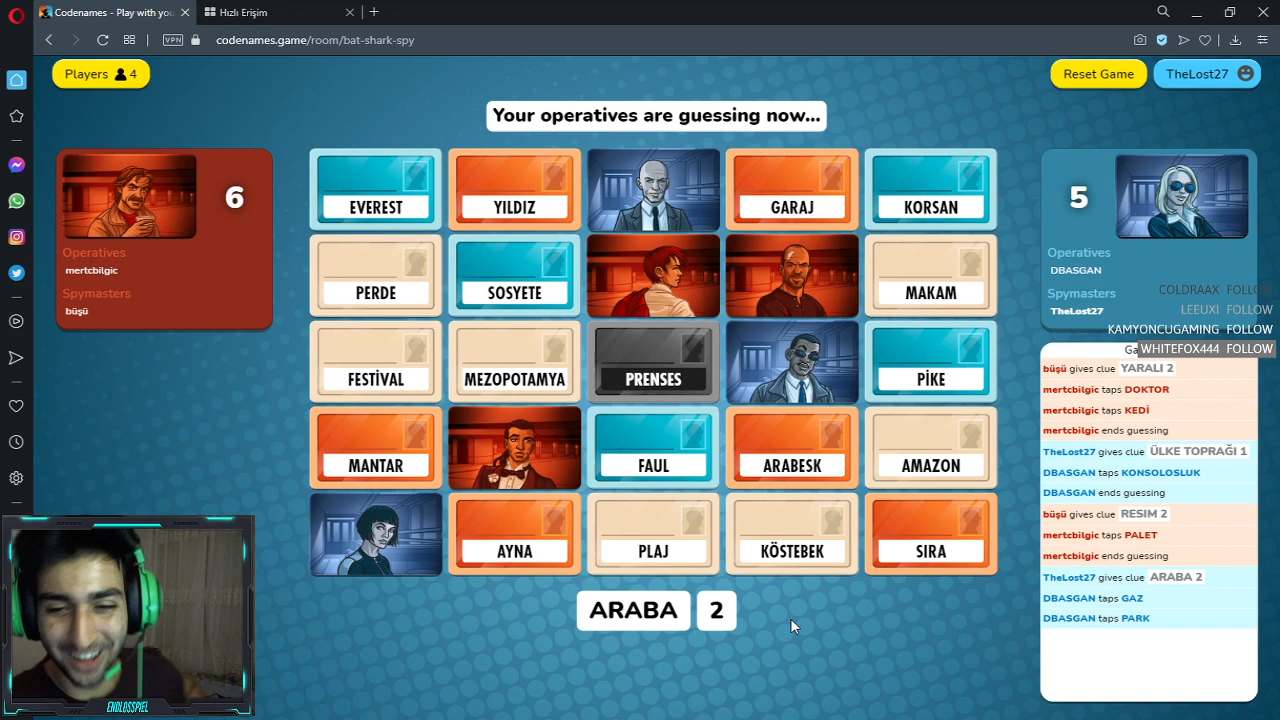 Codenames - Play with you
Hızlı Erişim
VPN
codenames.game/room/bat-shark-spy
Players 4
Reset Game
TheLost27
Your operatives are guessing now...
6
Operatives
mertcbilgic
Spymasters
büşü
EVEREST
YILDIZ
GARAJ
KORSAN
PERDE
SOSYETE
MAKAM
FESTİVAL
MEZOPOTAMYA
PRENSES
PİKE
MANTAR
FAUL
ARABESK
AMAZON
AYNA
PLAJ
KÖSTEBEK
SIRA
ARABA 2
5
Operatives
DBASGAN
Spymasters
TheLost27
COLDRAAX FOLLOW
LEEUXI FOLLOW
KAMYONCUGAMING FOLLOW
WHITEFOX444 FOLLOW
büşü gives clue YARALI 2
mertcbilgic taps DOKTOR
mertcbilgic taps KEDİ
mertcbilgic ends guessing
TheLost27 gives clue ÜLKE TOPRAĞI 1
DBASGAN taps KONSOLOSLUK
DBASGAN ends guessing
büşü gives clue RESIM 2
mertcbilgic taps PALET
mertcbilgic ends guessing
TheLost27 gives clue ARABA 2
DBASGAN taps GAZ
DBASGAN taps PARK
ENDLOSSPIEL